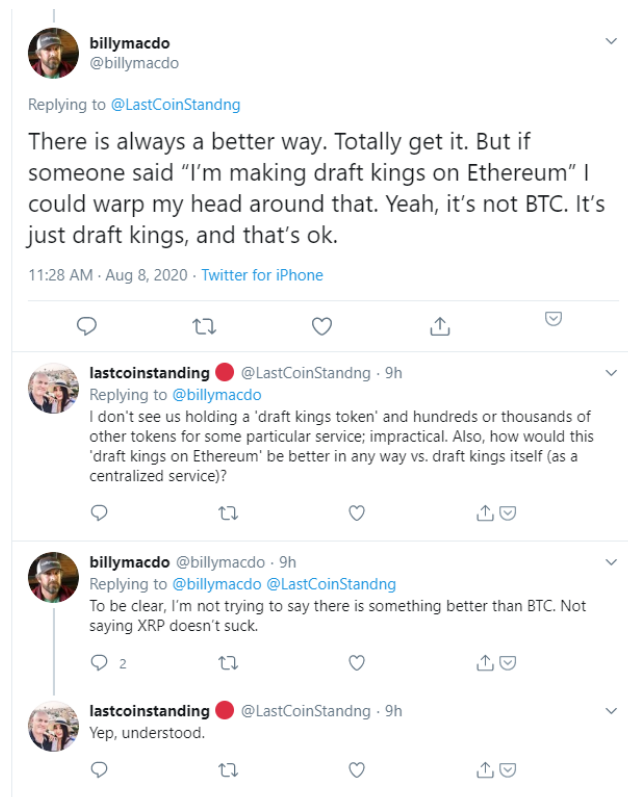 billymacdo
@billymacdo
Replying to @LastCoinStandng
There is always a better way. Totally get it. But if
someone said “I’m making draft kings on Ethereum” I
could warp my head around that. Yeah, it’s not BTC. It’s
just draft kings, and that’s ok.
11:28 AM · Aug 8, 2020 · Twitter for iPhone
lastcoinstanding 🔴 @LastCoinStandng · 9h
Replying to @billymacdo
I don't see us holding a 'draft kings token' and hundreds or thousands of
other tokens for some particular service; impractical. Also, how would this
'draft kings on Ethereum' be better in any way vs. draft kings itself (as a
centralized service)?
billymacdo @billymacdo · 9h
Replying to @billymacdo @LastCoinStandng
To be clear, I’m not trying to say there is something better than BTC. Not
saying XRP doesn’t suck.
2
lastcoinstanding 🔴 @LastCoinStandng · 9h
Yep, understood.